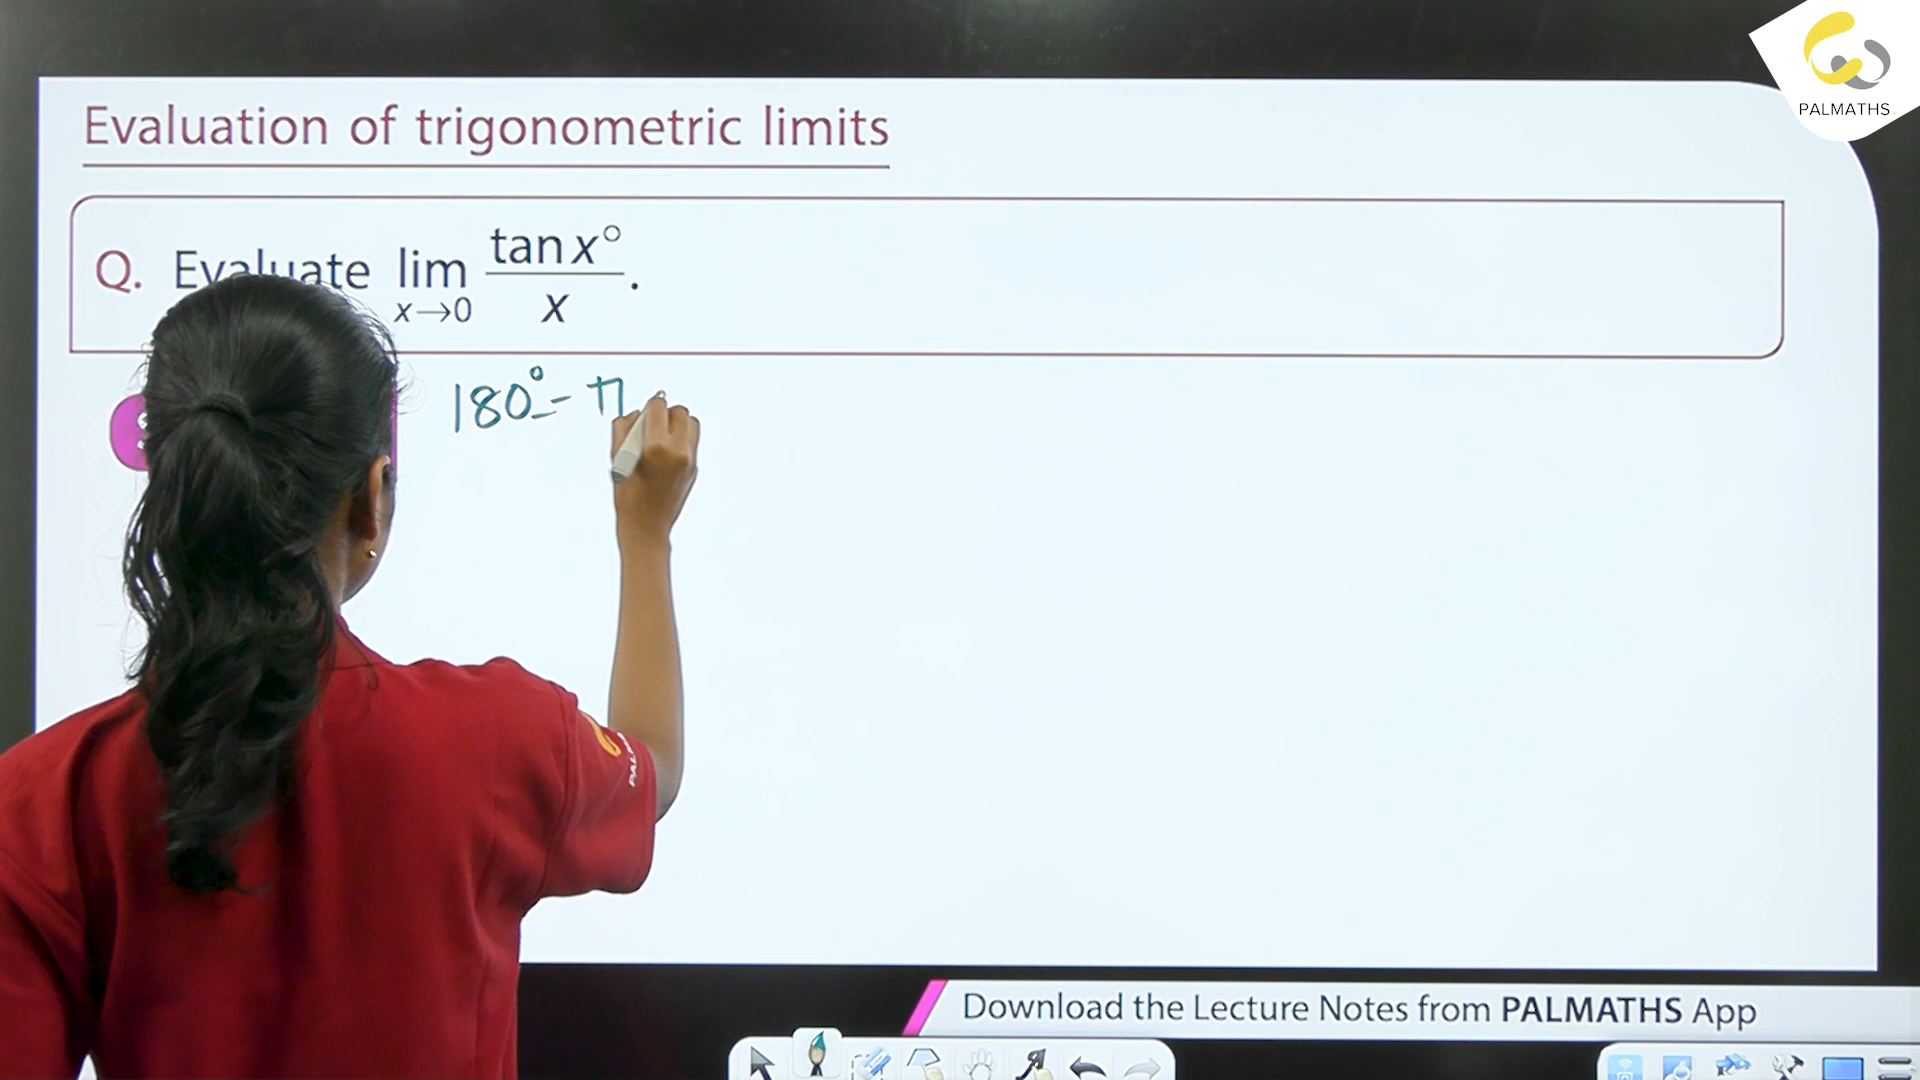 PALMATHS
Evaluation of trigonometric limits
Q. Evaluate lim x→0 tan x° / x .
180° = π
Download the Lecture Notes from PALMATHS App